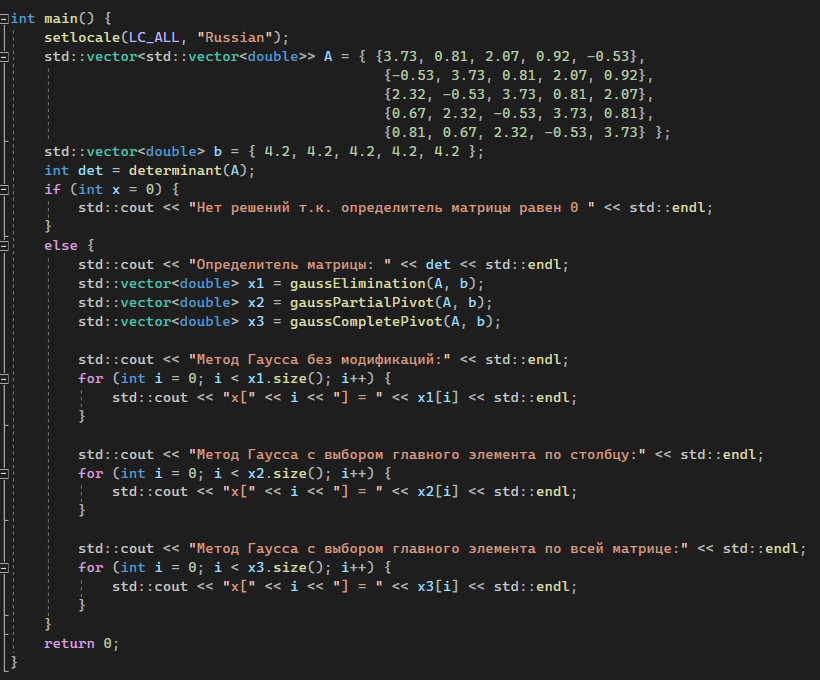 int main() {
    setlocale(LC_ALL, "Russian");
    std::vector<std::vector<double>> A = { {3.73, 0.81, 2.07, 0.92, -0.53},
                                        {-0.53, 3.73, 0.81, 2.07, 0.92},
                                        {2.32, -0.53, 3.73, 0.81, 2.07},
                                        {0.67, 2.32, -0.53, 3.73, 0.81},
                                        {0.81, 0.67, 2.32, -0.53, 3.73} };
    std::vector<double> b = { 4.2, 4.2, 4.2, 4.2, 4.2 };
    int det = determinant(A);
    if (int x = 0) {
        std::cout << "Нет решений т.к. определитель матрицы равен 0 " << std::endl;
    }
    else {
        std::cout << "Определитель матрицы: " << det << std::endl;
        std::vector<double> x1 = gaussElimination(A, b);
        std::vector<double> x2 = gaussPartialPivot(A, b);
        std::vector<double> x3 = gaussCompletePivot(A, b);

        std::cout << "Метод Гаусса без модификаций:" << std::endl;
        for (int i = 0; i < x1.size(); i++) {
            std::cout << "x[" << i << "] = " << x1[i] << std::endl;
        }

        std::cout << "Метод Гаусса с выбором главного элемента по столбцу:" << std::endl;
        for (int i = 0; i < x2.size(); i++) {
            std::cout << "x[" << i << "] = " << x2[i] << std::endl;
        }

        std::cout << "Метод Гаусса с выбором главного элемента по всей матрице:" << std::endl;
        for (int i = 0; i < x3.size(); i++) {
            std::cout << "x[" << i << "] = " << x3[i] << std::endl;
        }
    }
    return 0;
}